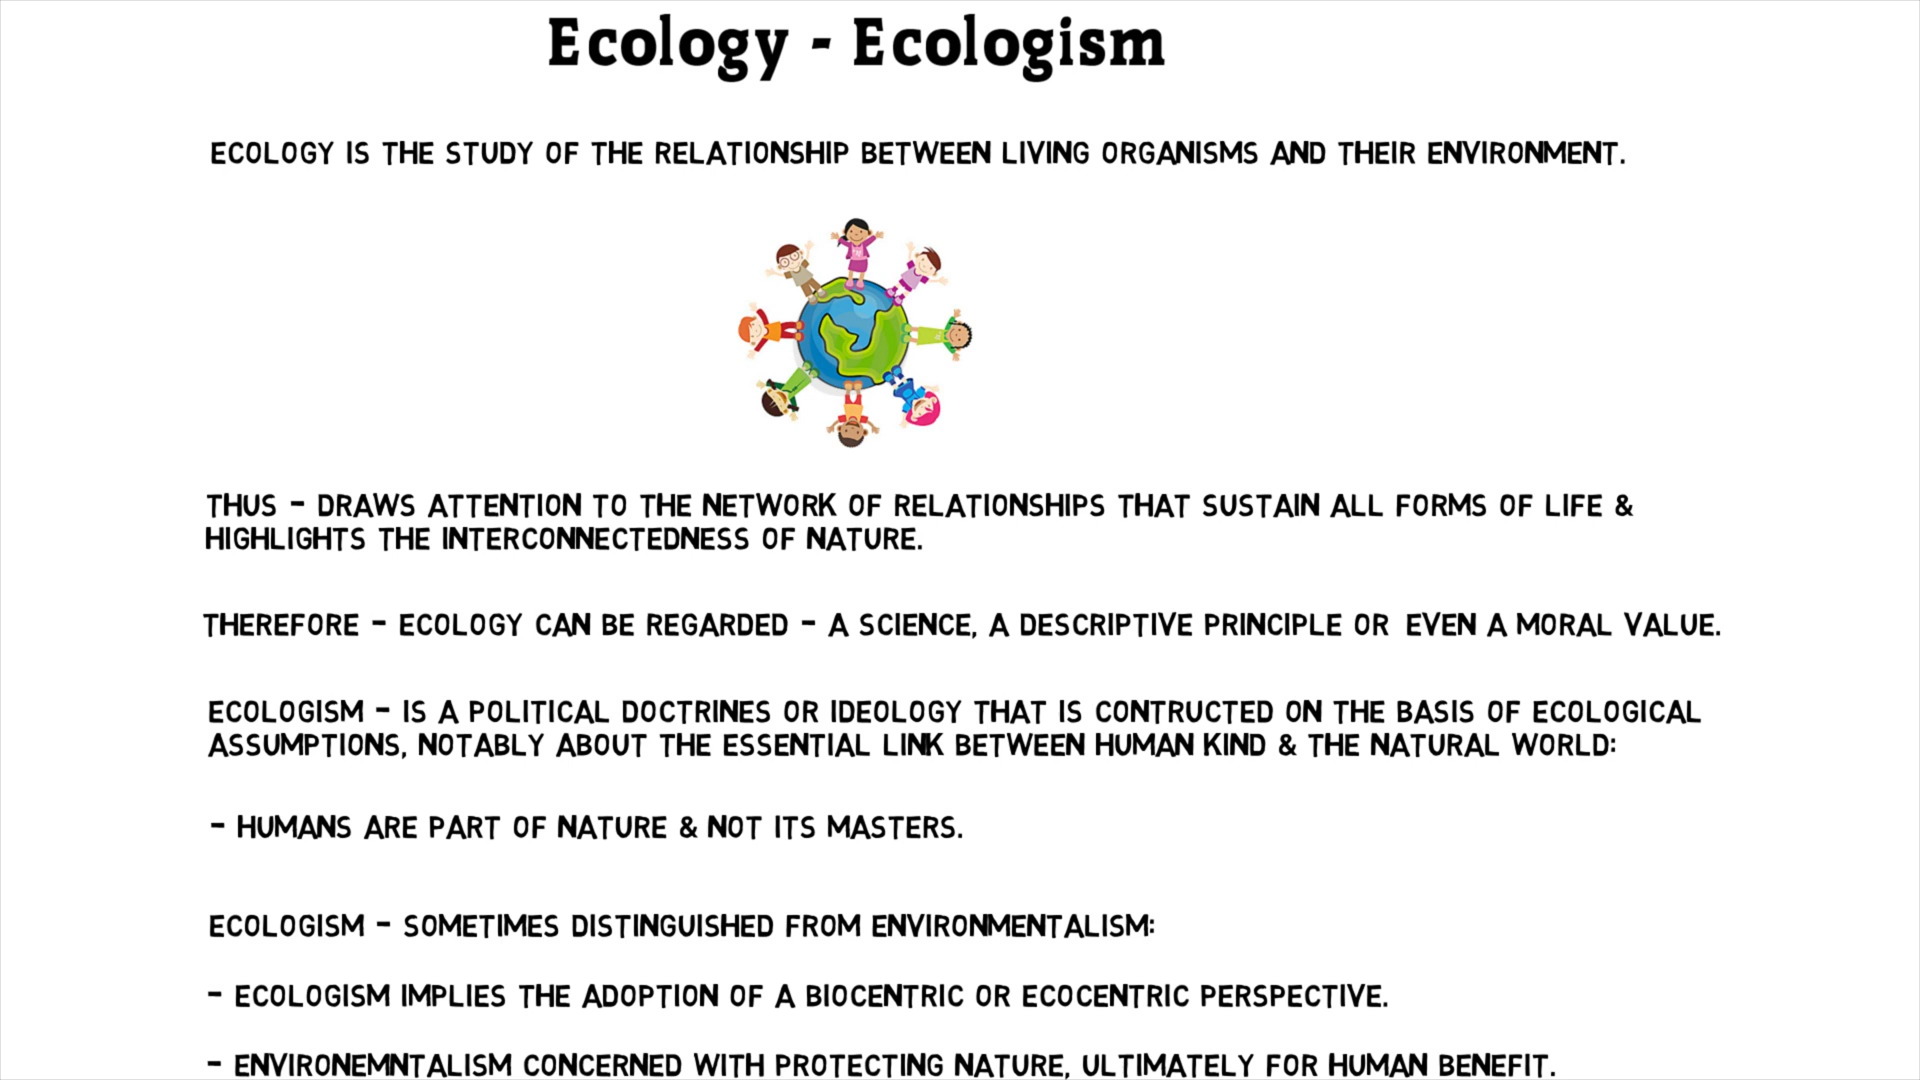 Ecology - Ecologism
ECOLOGY IS THE STUDY OF THE RELATIONSHIP BETWEEN LIVING ORGANISMS AND THEIR ENVIRONMENT.
THUS - DRAWS ATTENTION TO THE NETWORK OF RELATIONSHIPS THAT SUSTAIN ALL FORMS OF LIFE &
HIGHLIGHTS THE INTERCONNECTEDNESS OF NATURE.
THEREFORE - ECOLOGY CAN BE REGARDED - A SCIENCE, A DESCRIPTIVE PRINCIPLE OR EVEN A MORAL VALUE.
ECOLOGISM - IS A POLITICAL DOCTRINES OR IDEOLOGY THAT IS CONTRUCTED ON THE BASIS OF ECOLOGICAL
ASSUMPTIONS, NOTABLY ABOUT THE ESSENTIAL LINK BETWEEN HUMAN KIND & THE NATURAL WORLD:
- HUMANS ARE PART OF NATURE & NOT ITS MASTERS.
ECOLOGISM - SOMETIMES DISTINGUISHED FROM ENVIRONMENTALISM:
- ECOLOGISM IMPLIES THE ADOPTION OF A BIOCENTRIC OR ECOCENTRIC PERSPECTIVE.
- ENVIRONEMNTALISM CONCERNED WITH PROTECTING NATURE, ULTIMATELY FOR HUMAN BENEFIT.